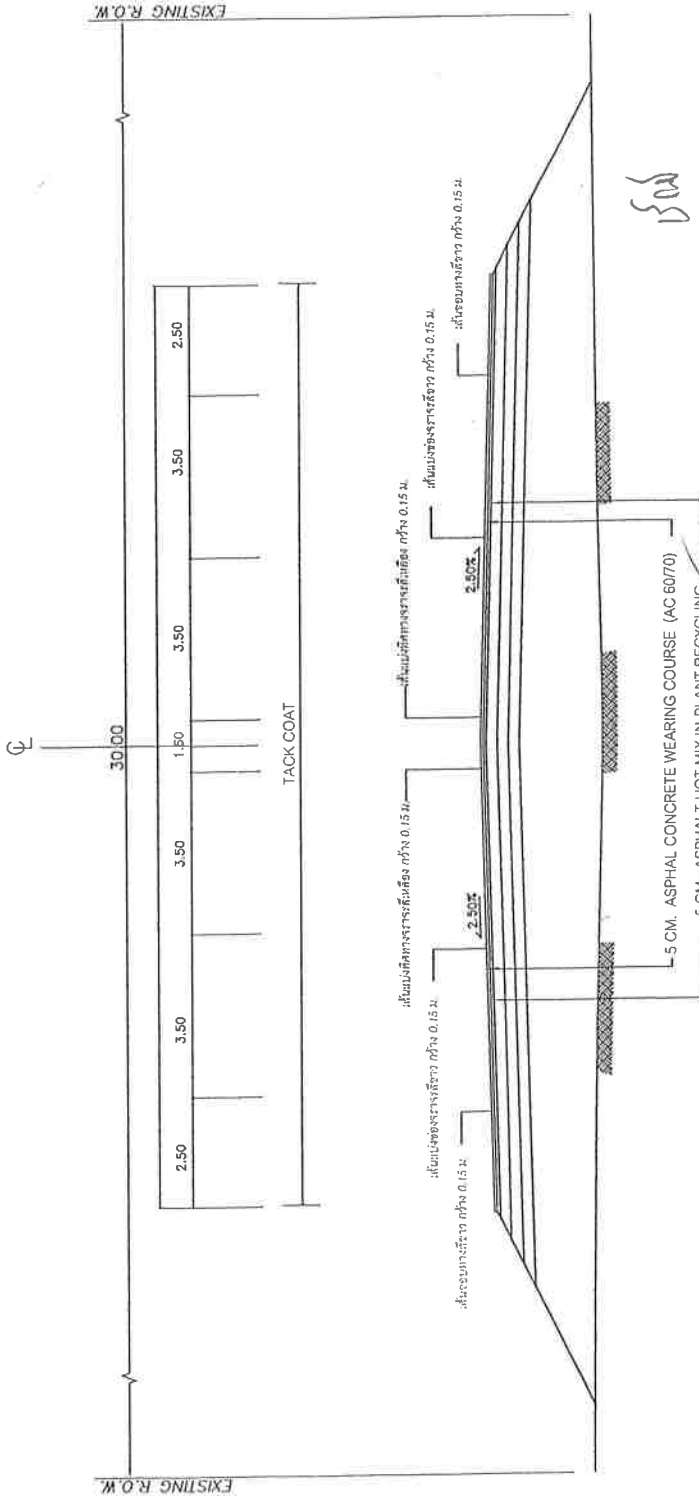 EXISTING R.O.W.
EXISTING R.O.W.
℄
30.00
2.50
3.50
3.50
1.50
3.50
3.50
2.50
TACK COAT
เส้นขอบทางสีขาว กว้าง 0.15 ม.
เส้นแบ่งช่องจราจรสีขาว กว้าง 0.15 ม.
เส้นแบ่งทิศทางจราจรสีเหลือง กว้าง 0.15 ม.
เส้นแบ่งทิศทางจราจรสีเหลือง กว้าง 0.15 ม.
เส้นแบ่งช่องจราจรสีขาว กว้าง 0.15 ม.
เส้นขอบทางสีขาว กว้าง 0.15 ม.
2.50%
2.50%
5 CM. ASPHAL CONCRETE WEARING COURSE (AC 60/70)
5 CM. ASPHALT HOT MIX IN-PLANT RECYCLING